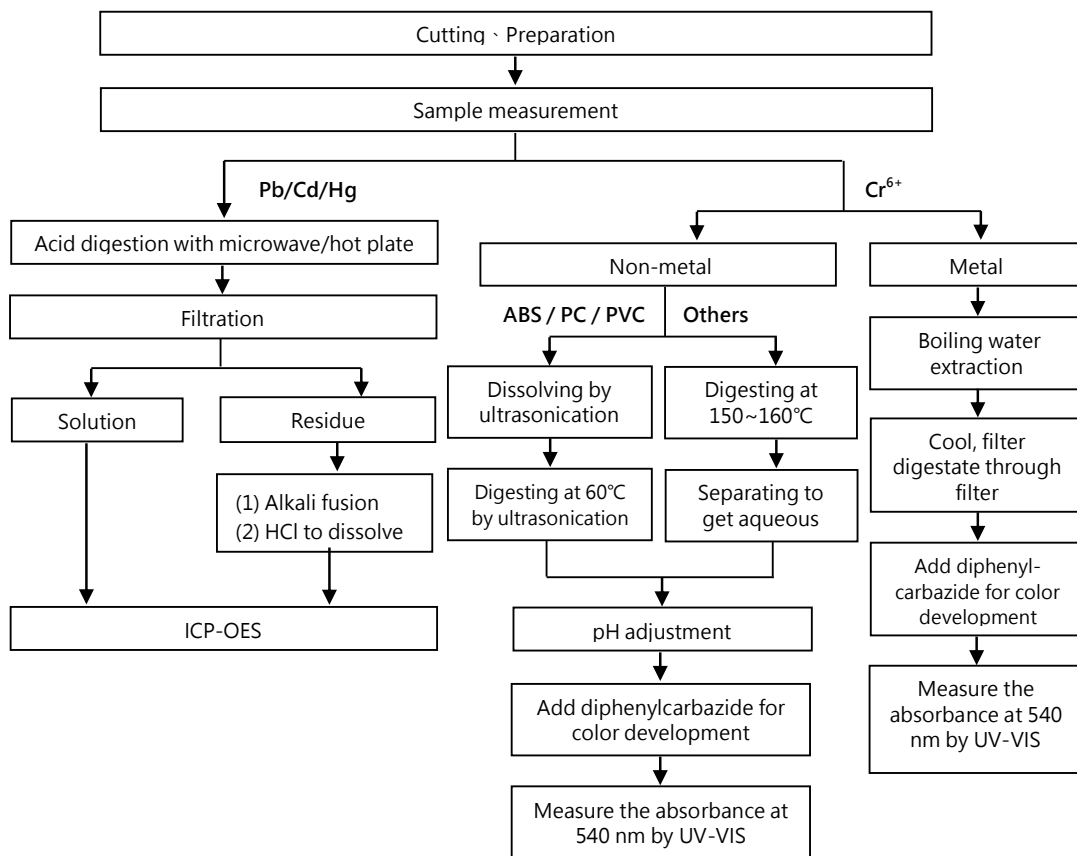 Cutting、Preparation
Sample measurement
Pb/Cd/Hg
Cr⁶⁺
Acid digestion with microwave/hot plate
Filtration
Solution
Residue
(1) Alkali fusion
(2) HCl to dissolve
ICP-OES
Non-metal
ABS / PC / PVC
Others
Dissolving by
ultrasonication
Digesting at 60℃
by ultrasonication
Digesting at
150~160℃
Separating to
get aqueous
pH adjustment
Add diphenylcarbazide for
color development
Measure the absorbance at
540 nm by UV-VIS
Metal
Boiling water
extraction
Cool, filter
digestate through
filter
Add diphenyl-
carbazide for color
development
Measure the
absorbance at 540
nm by UV-VIS